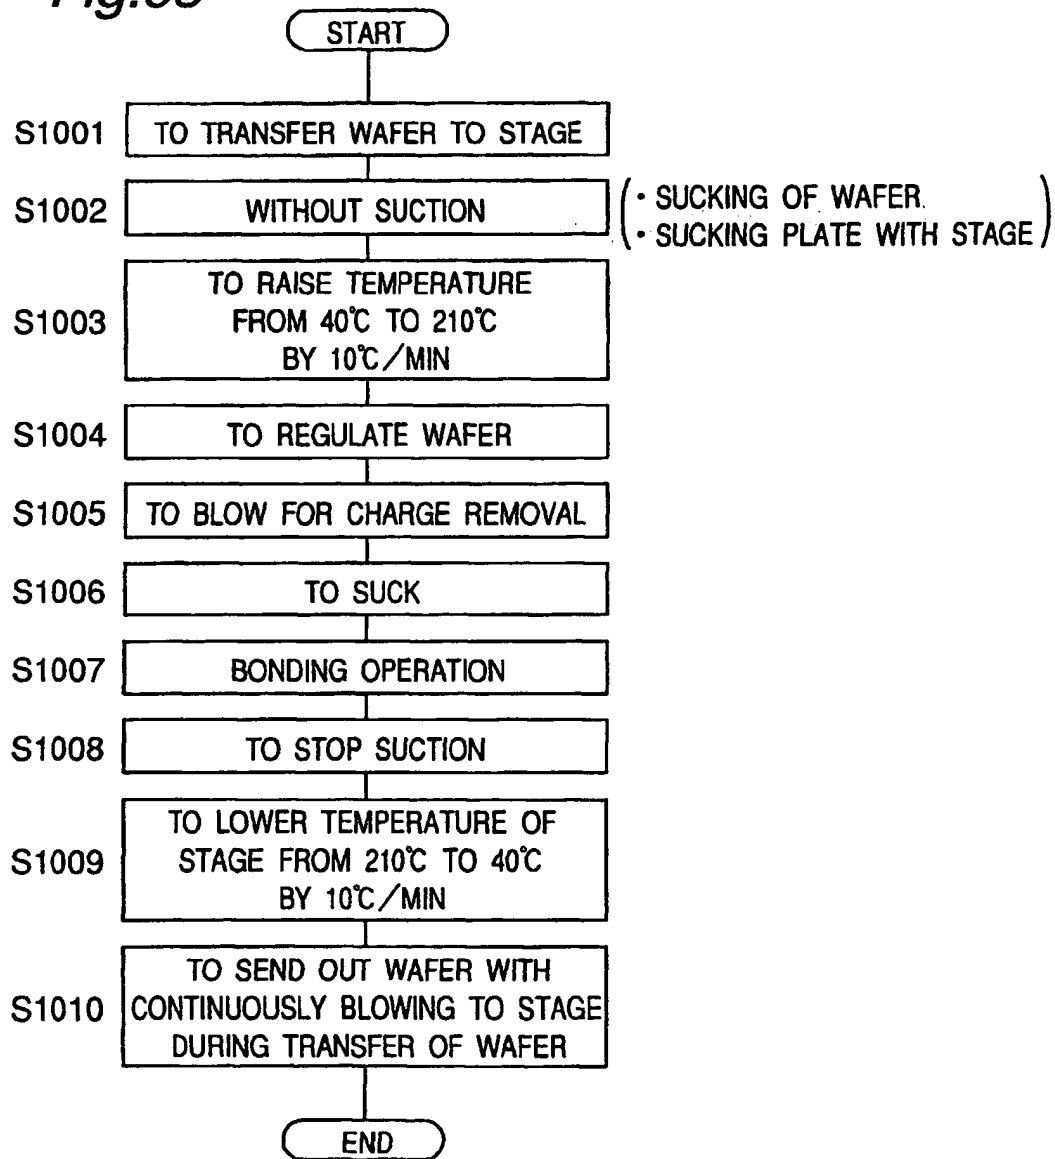 START
S1001 TO TRANSFER WAFER TO STAGE
S1002 WITHOUT SUCTION
· SUCKING OF WAFER
· SUCKING PLATE WITH STAGE
TO RAISE TEMPERATURE
S1003 FROM 40℃ TO 210℃
BY 10℃/MIN
S1004 TO REGULATE WAFER
S1005 TO BLOW FOR CHARGE REMOVAL
S1006 TO SUCK
S1007 BONDING OPERATION
S1008 TO STOP SUCTION
TO LOWER TEMPERATURE OF
S1009 STAGE FROM 210℃ TO 40℃
BY 10℃/MIN
TO SEND OUT WAFER WITH
S1010 CONTINUOUSLY BLOWING TO STAGE
DURING TRANSFER OF WAFER
END